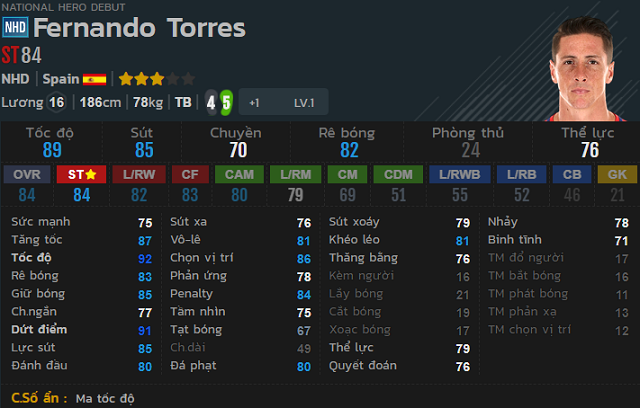 NATIONAL HERO DEBUT
NHD Fernando Torres
ST 84
NHD Spain
Lương 16 186cm 78kg TB 4 5 +1 LV.1
Tốc độ Sút Chuyền Rê bóng Phòng thủ Thể lực
89 85 70 82 24 76
OVR ST L/RW CF CAM L/RM CM CDM L/RWB L/RB CB GK
84 84 82 83 80 79 69 51 55 52 46 21
Sức mạnh 75 Sút xa 76 Sút xoáy 79 Nhảy 78
Tăng tốc 87 Vô-lê 81 Khéo léo 81 Bình tĩnh 71
Tốc độ 92 Chọn vị trí 86 Thăng bằng 76 TM đổ người 17
Rê bóng 83 Phản ứng 78 Kèm người 16 TM bắt bóng 16
Giữ bóng 85 Penalty 84 Lấy bóng 21 TM phát bóng 11
Ch.ngắn 77 Tầm nhìn 75 Cắt bóng 19 TM phản xạ 13
Dứt điểm 91 Tạt bóng 67 Xoạc bóng 17 TM chọn vị trí 12
Lực sút 85 Ch.dài 49 Thể lực 79
Đánh đầu 80 Đá phạt 80 Quyết đoán 76
C.Số ẩn : Ma tốc độ